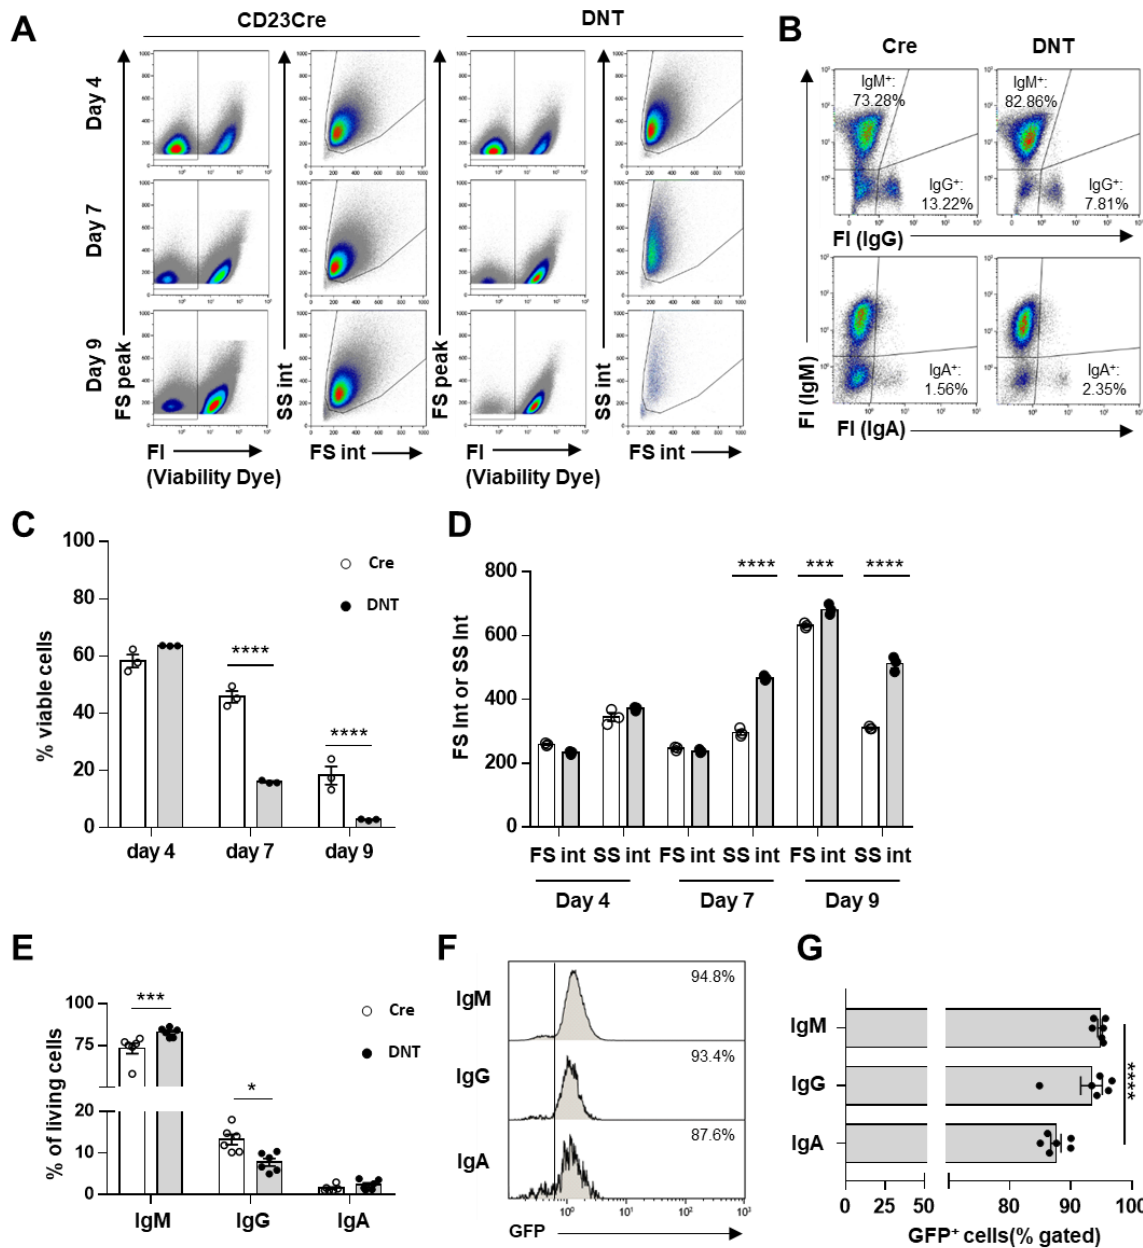 A
CD23Cre
DNT
Day 4
Day 7
Day 9
FS peak
SS int
FS peak
SS int
FI
(Viability Dye)
FS int
FI
(Viability Dye)
FS int
B
Cre
DNT
IgM⁺:
73.28%
IgG⁺:
13.22%
IgM⁺:
82.86%
IgG⁺:
7.81%
FI (IgG)
FI (IgM)
IgA⁺:
1.56%
IgA⁺:
2.35%
FI (IgA)
C
% viable cells
100
80
60
40
20
0
Cre
DNT
****
****
day 4
day 7
day 9
D
FS Int or SS Int
800
600
400
200
0
****
***
****
FS int
SS int
FS int
SS int
FS int
SS int
Day 4
Day 7
Day 9
E
% of living cells
100
75
20
10
0
***
*
Cre
DNT
IgM
IgG
IgA
F
IgM
94.8%
IgG
93.4%
IgA
87.6%
10⁰
10¹
10²
10³
GFP
G
IgM
IgG
IgA
****
0
25
50
80
90
100
GFP⁺ cells(% gated)